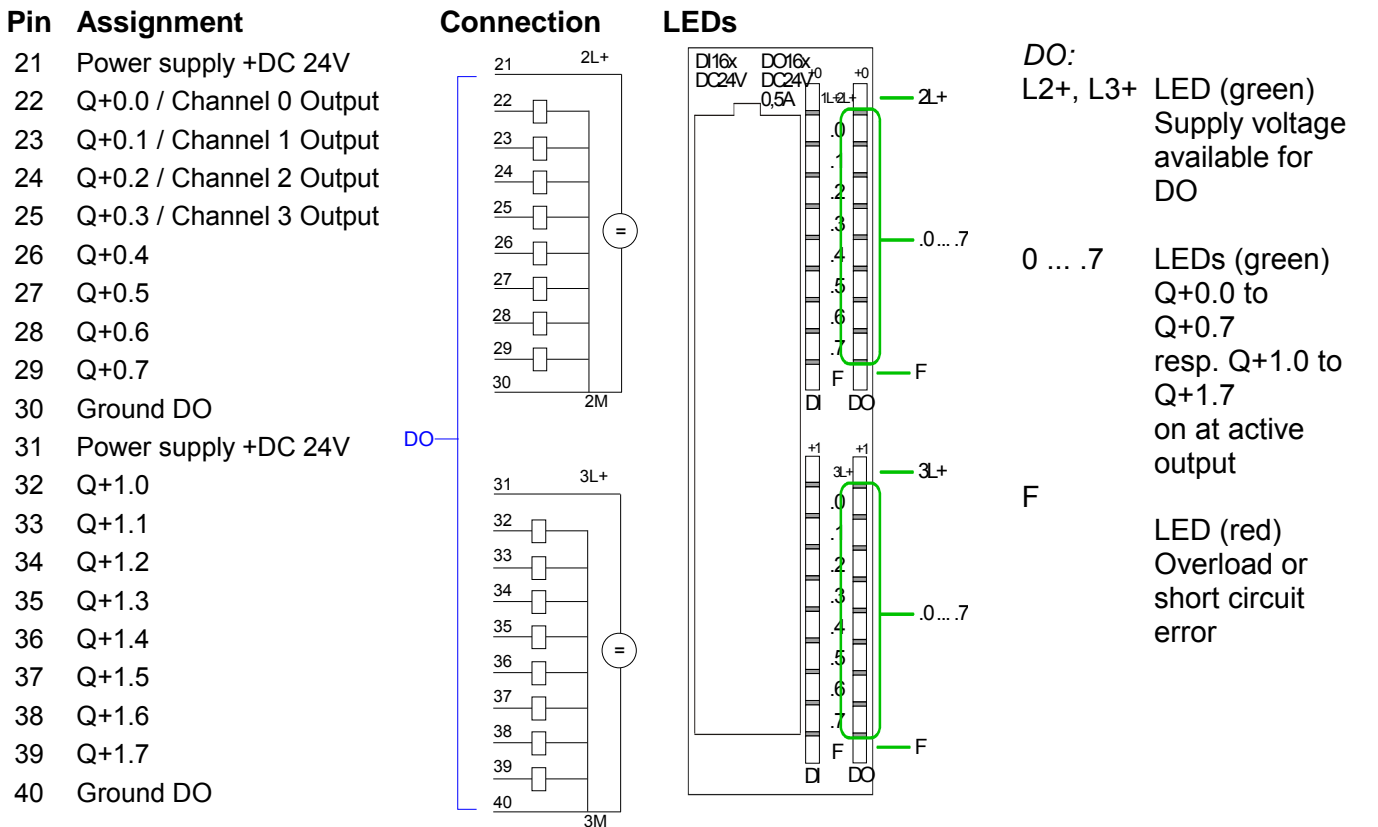 Pin Assignment Connection LEDs
21 Power supply +DC 24V
22 Q+0.0 / Channel 0 Output
23 Q+0.1 / Channel 1 Output
24 Q+0.2 / Channel 2 Output
25 Q+0.3 / Channel 3 Output
26 Q+0.4
27 Q+0.5
28 Q+0.6
29 Q+0.7
30 Ground DO
31 Power supply +DC 24V
32 Q+1.0
33 Q+1.1
34 Q+1.2
35 Q+1.3
36 Q+1.4
37 Q+1.5
38 Q+1.6
39 Q+1.7
40 Ground DO
DO
21 2L+
22
23
24
25
=
26
27
28
29
30
2M
31 3L+
32
33
34
35
=
36
37
38
39
40
3M
DI16x DO16x
DC24V DC24V
0,5A
+0 +0
1L+ 2L+
2L+
.0
.1
.2
.3
.4
.5
.6
.7
.0 ... .7
F F
DI DO
+1 +1
3L+ 3L+
.0
.1
.2
.3
.4
.5
.6
.7
.0 ... .7
F F
DI DO
DO:
L2+, L3+ LED (green)
Supply voltage
available for
DO
0 ... .7 LEDs (green)
Q+0.0 to
Q+0.7
resp. Q+1.0 to
Q+1.7
on at active
output
F
LED (red)
Overload or
short circuit
error